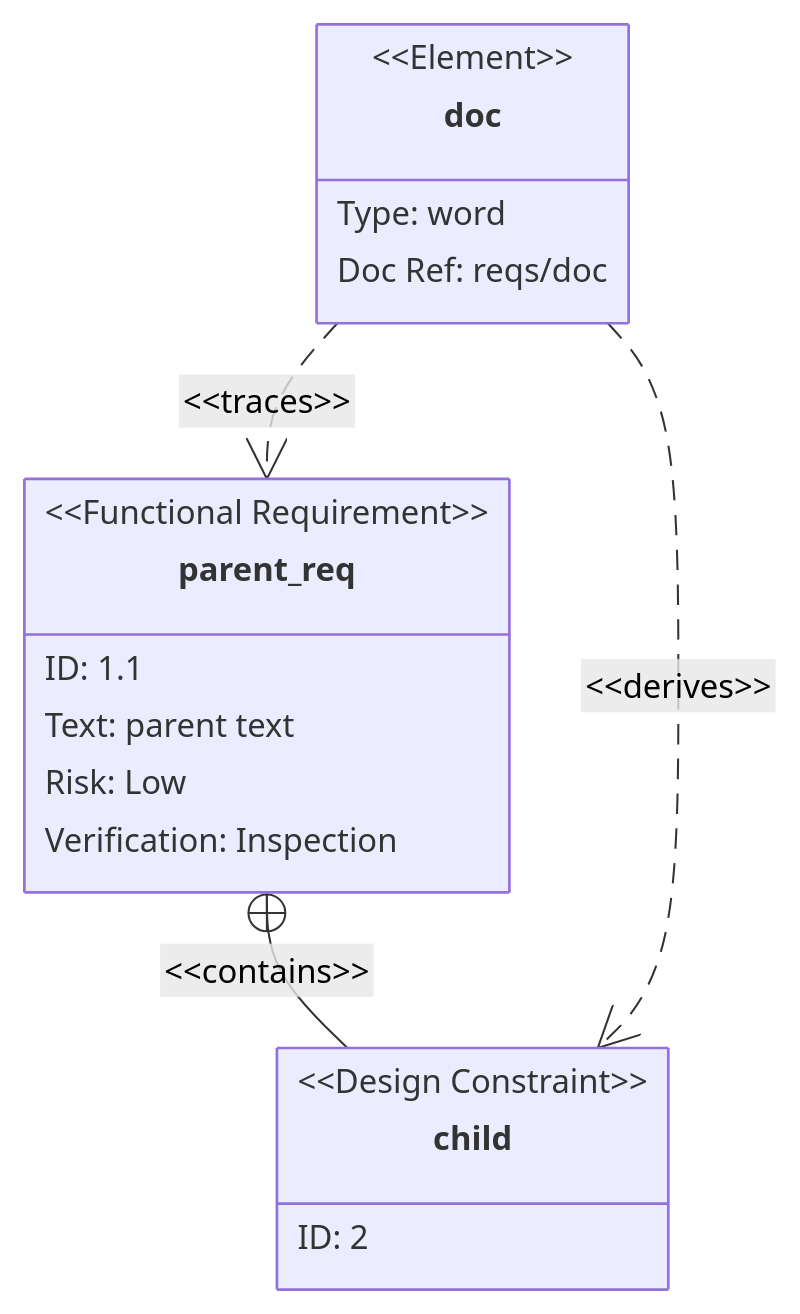 <<Element>>
doc
Type: word
Doc Ref: reqs/doc
<<traces>>
<<Functional Requirement>>
parent_req
ID: 1.1
Text: parent text
Risk: Low
Verification: Inspection
<<derives>>
<<contains>>
<<Design Constraint>>
child
ID: 2